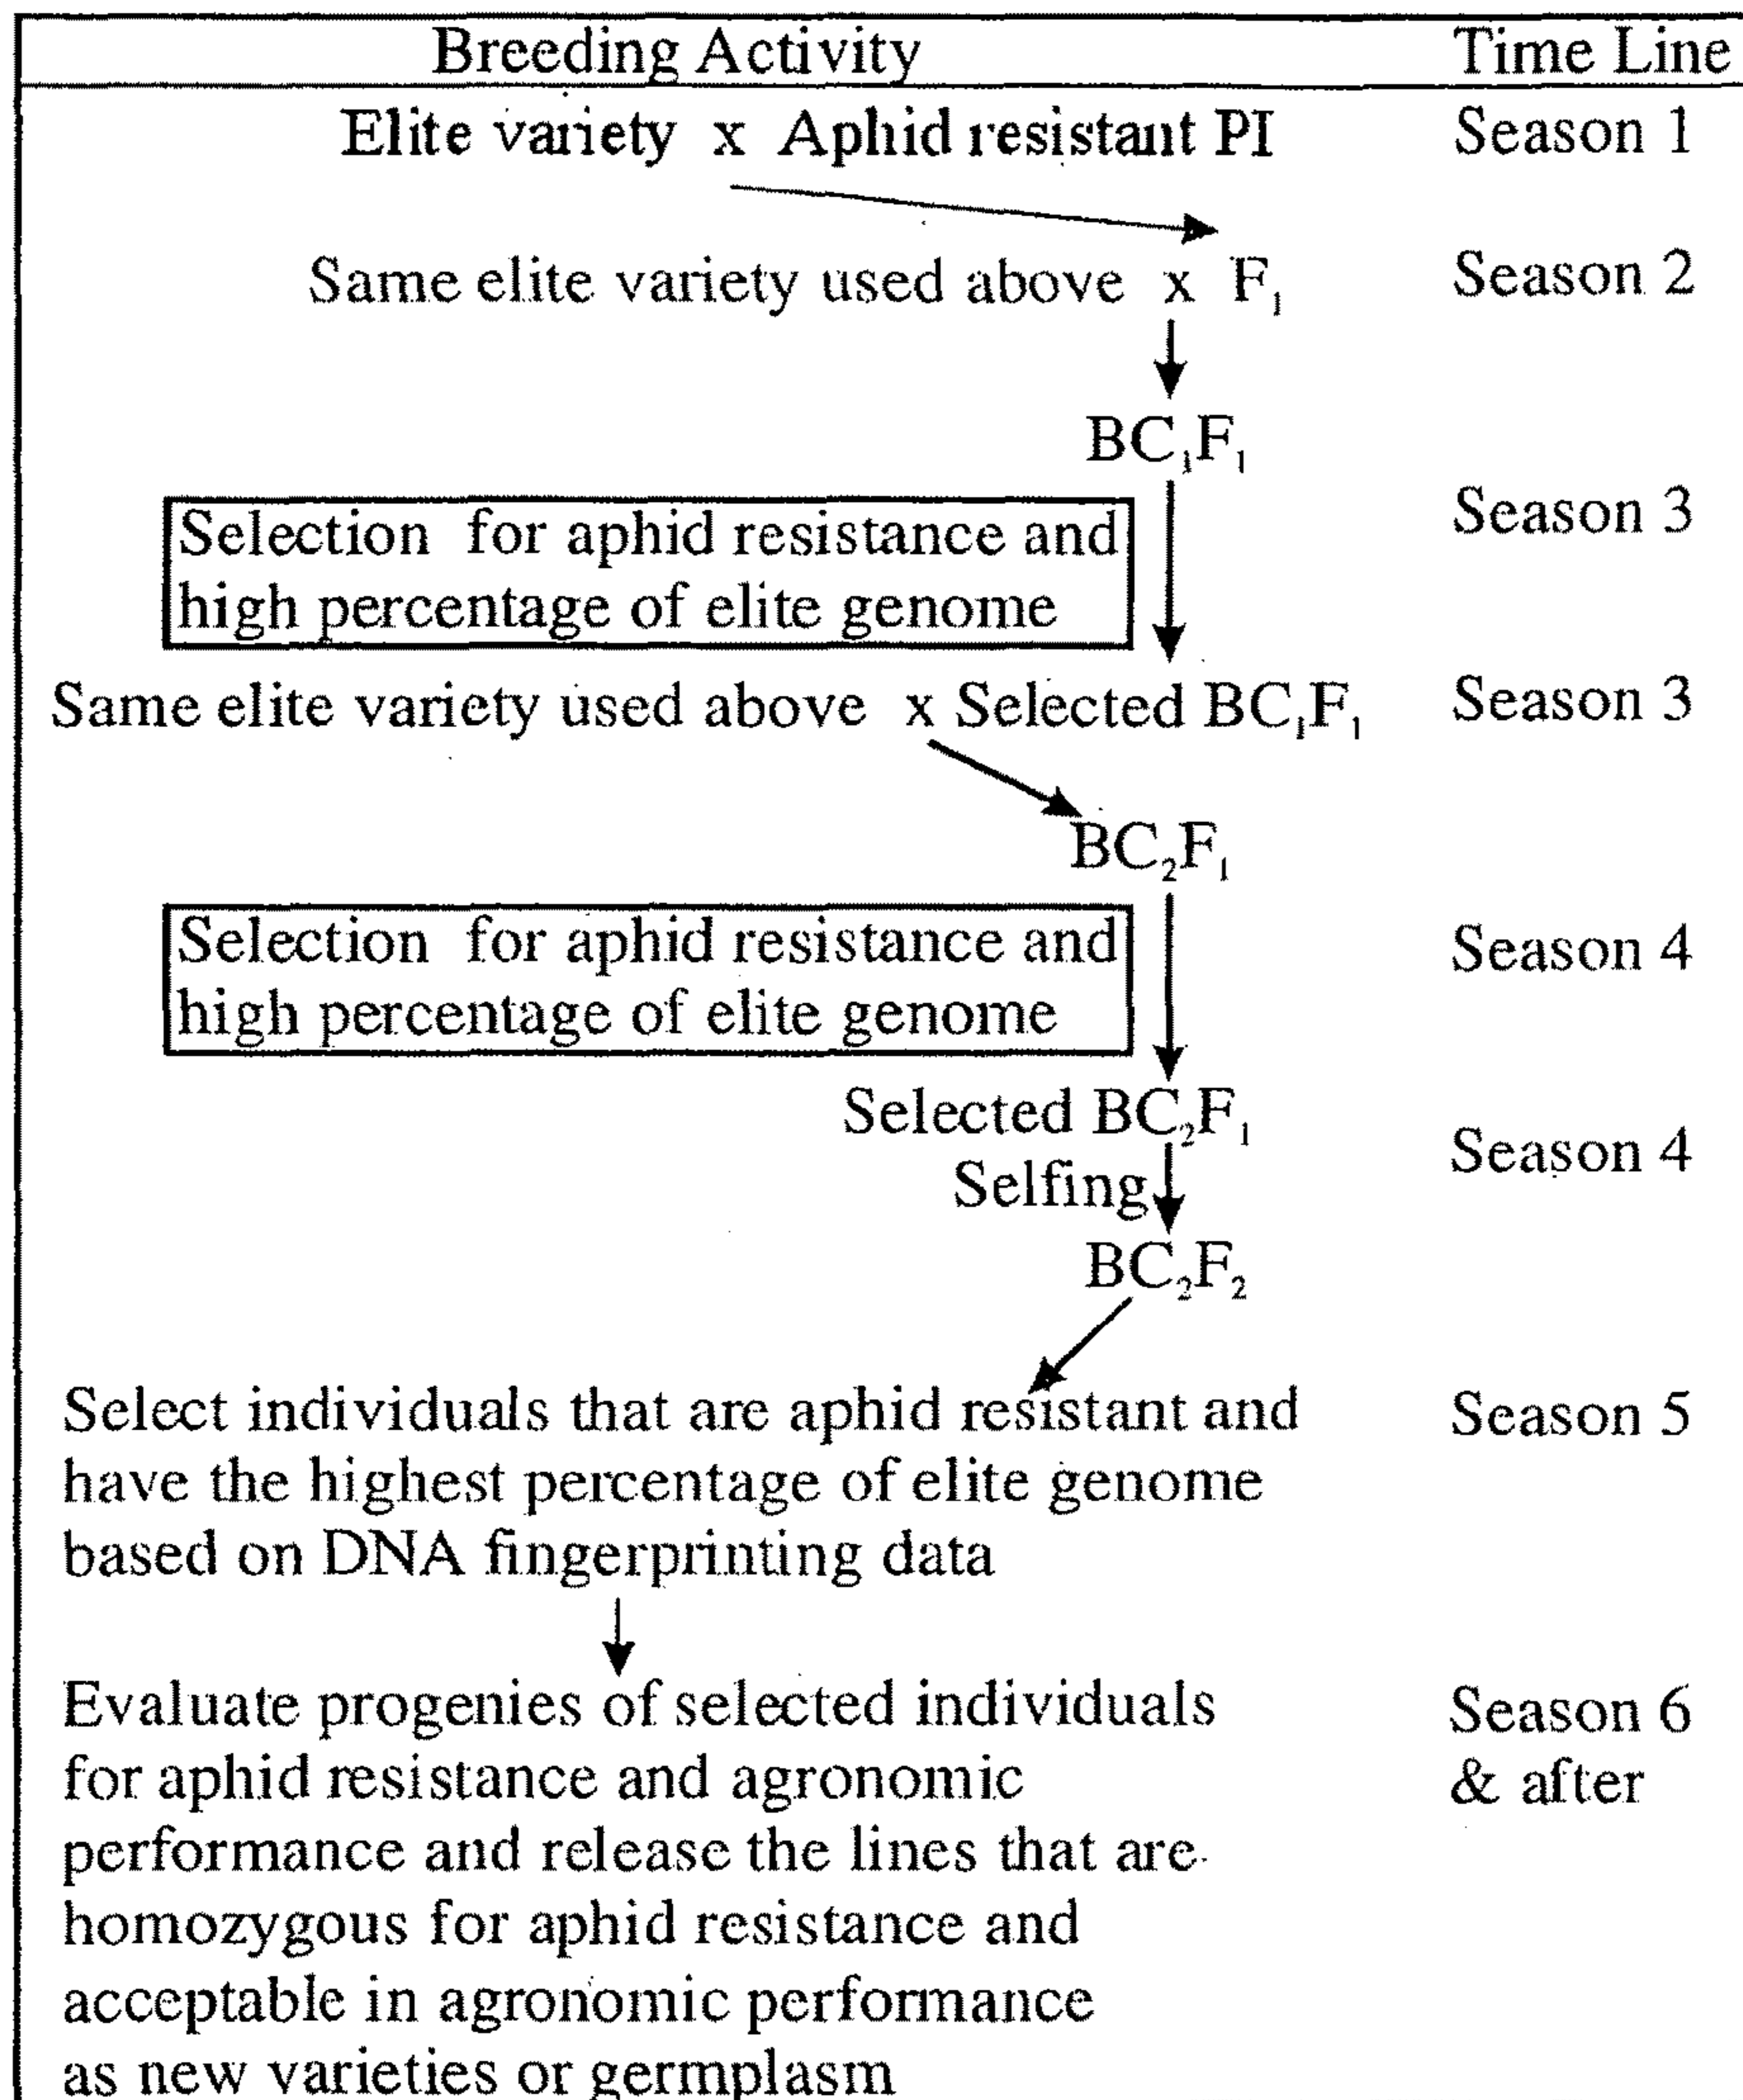 Breeding Activity Time Line
Elite variety x Aphid resistant PI Season 1
Same elite variety used above x F₁ Season 2
BC₁F₁
Selection for aphid resistance and
high percentage of elite genome
Season 3
Same elite variety used above x Selected BC₁F₁ Season 3
BC₂F₁
Selection for aphid resistance and
high percentage of elite genome
Season 4
Selected BC₂F₁
Selfing
Season 4
BC₂F₂
Select individuals that are aphid resistant and Season 5
have the highest percentage of elite genome
based on DNA fingerprinting data
Evaluate progenies of selected individuals Season 6
for aphid resistance and agronomic & after
performance and release the lines that are
homozygous for aphid resistance and
acceptable in agronomic performance
as new varieties or germplasm